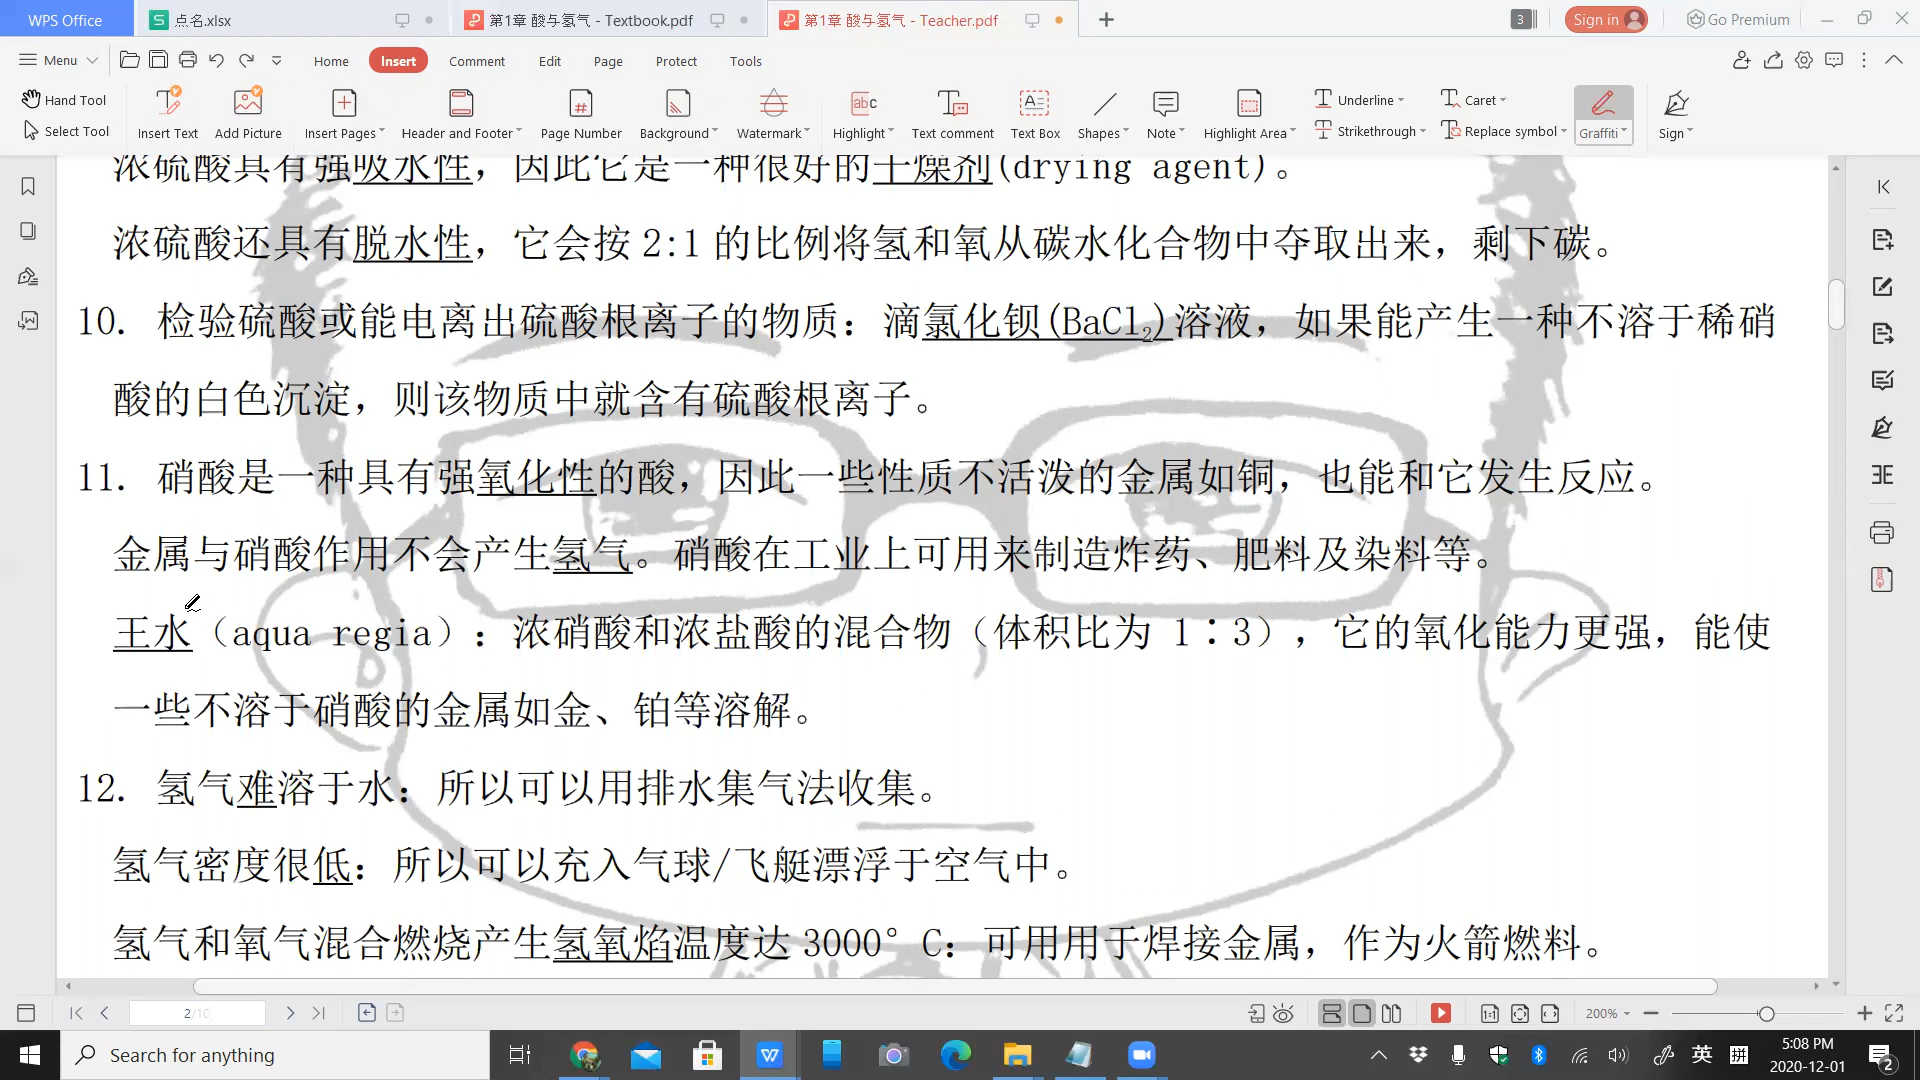 WPS Office 点名.xlsx 第1章 酸与氢气 - Textbook.pdf 第1章 酸与氢气 - Teacher.pdf 3 Sign in Go Premium
Menu Home Insert Comment Edit Page Protect Tools
Hand Tool
Select Tool
Insert Text Add Picture Insert Pages Header and Footer Page Number Background Watermark Highlight Text comment Text Box Shapes Note Highlight Area
Underline Caret
Strikethrough Replace symbol
Graffiti Sign
浓硫酸具有强吸水性，因此它是一种很好的干燥剂(drying agent)。
浓硫酸还具有脱水性，它会按 2:1 的比例将氢和氧从碳水化合物中夺取出来，剩下碳。
10. 检验硫酸或能电离出硫酸根离子的物质：滴氯化钡(BaCl₂)溶液，如果能产生一种不溶于稀硝
酸的白色沉淀，则该物质中就含有硫酸根离子。
11. 硝酸是一种具有强氧化性的酸，因此一些性质不活泼的金属如铜，也能和它发生反应。
金属与硝酸作用不会产生氢气。硝酸在工业上可用来制造炸药、肥料及染料等。
王水（aqua regia）：浓硝酸和浓盐酸的混合物（体积比为 1∶3），它的氧化能力更强，能使
一些不溶于硝酸的金属如金、铂等溶解。
12. 氢气难溶于水：所以可以用排水集气法收集。
氢气密度很低：所以可以充入气球/飞艇漂浮于空气中。
氢气和氧气混合燃烧产生氢氧焰温度达 3000° C：可用用于焊接金属，作为火箭燃料。
2/10 200%
Search for anything 英 拼 5:08 PM
2020-12-01 2